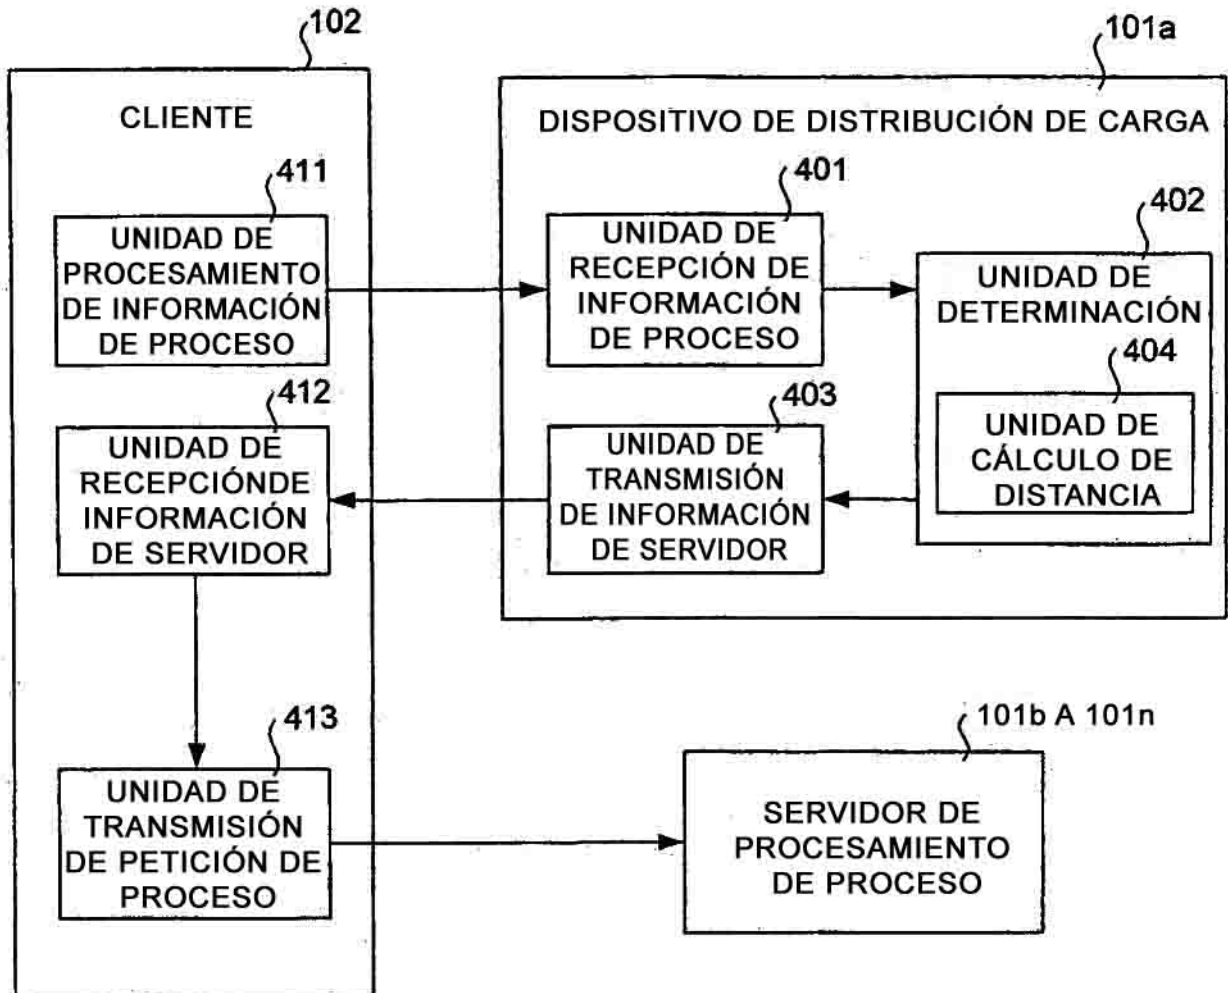 102
CLIENTE
411
UNIDAD DE
PROCESAMIENTO
DE INFORMACIÓN
DE PROCESO
412
UNIDAD DE
RECEPCIÓNDE
INFORMACIÓN
DE SERVIDOR
413
UNIDAD DE
TRANSMISIÓN
DE PETICIÓN DE
PROCESO
101a
DISPOSITIVO DE DISTRIBUCIÓN DE CARGA
401
UNIDAD DE
RECEPCIÓN DE
INFORMACIÓN
DE PROCESO
402
UNIDAD DE
DETERMINACIÓN
404
UNIDAD DE
CÁLCULO DE
DISTANCIA
403
UNIDAD DE
TRANSMISIÓN
DE INFORMACIÓN
DE SERVIDOR
101b A 101n
SERVIDOR DE
PROCESAMIENTO
DE PROCESO